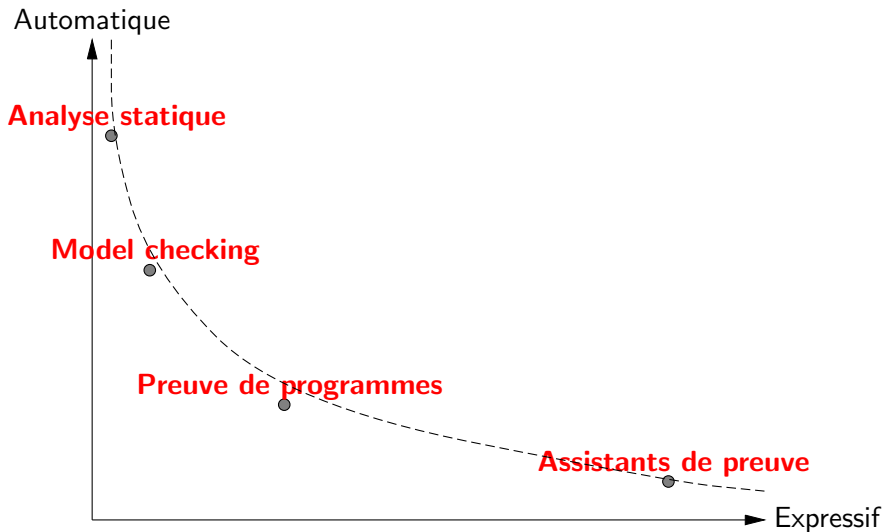 Automatique
Analyse statique
Model checking
Preuve de programmes
Assistants de preuve
Expressif